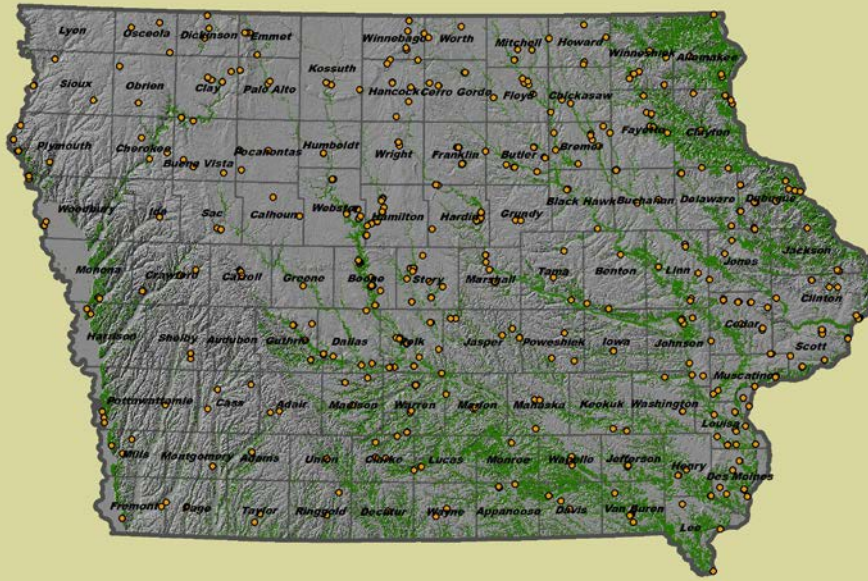 Lyon Osceola Dickinson Emmet Winnebago Worth Mitchell Howard Winneshiek Allamakee
Sioux Obrien Clay Palo Alto Kossuth Hancock Cerro Gordo Floyd Chickasaw
Plymouth Cherokee Buena Vista Pocahontas Humboldt Wright Franklin Butler Bremer Fayette Clayton
Woodbury Ida Sac Calhoun Webster Hamilton Hardin Grundy Black Hawk Buchanan Delaware Dubuque
Monona Crawford Carroll Greene Boone Story Marshall Tama Benton Linn Jones Jackson
Harrison Shelby Audubon Guthrie Dallas Polk Jasper Poweshiek Iowa Johnson Cedar Clinton
Scott
Muscatine
Pottawattamie Cass Adair Madison Warren Marion Mahaska Keokuk Washington Louisa
Mills Montgomery Adams Union Clarke Lucas Monroe Wapello Jefferson Henry Des Moines
Fremont Page Taylor Ringgold Decatur Wayne Appanoose Davis Van Buren Lee